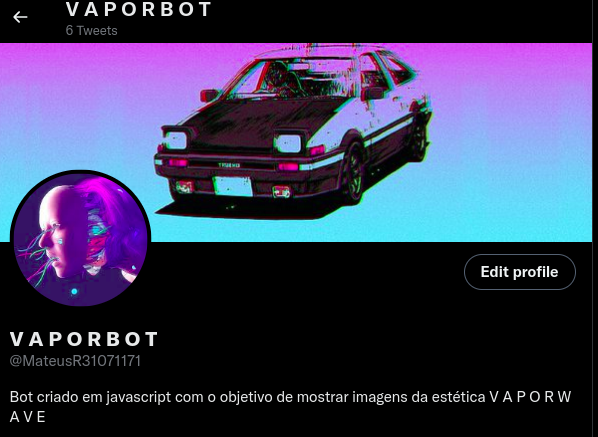 V A P O R B O T
6 Tweets
TRUENO
Edit profile
V A P O R B O T
@MateusR31071171
Bot criado em javascript com o objetivo de mostrar imagens da estética V A P O R W
A V E